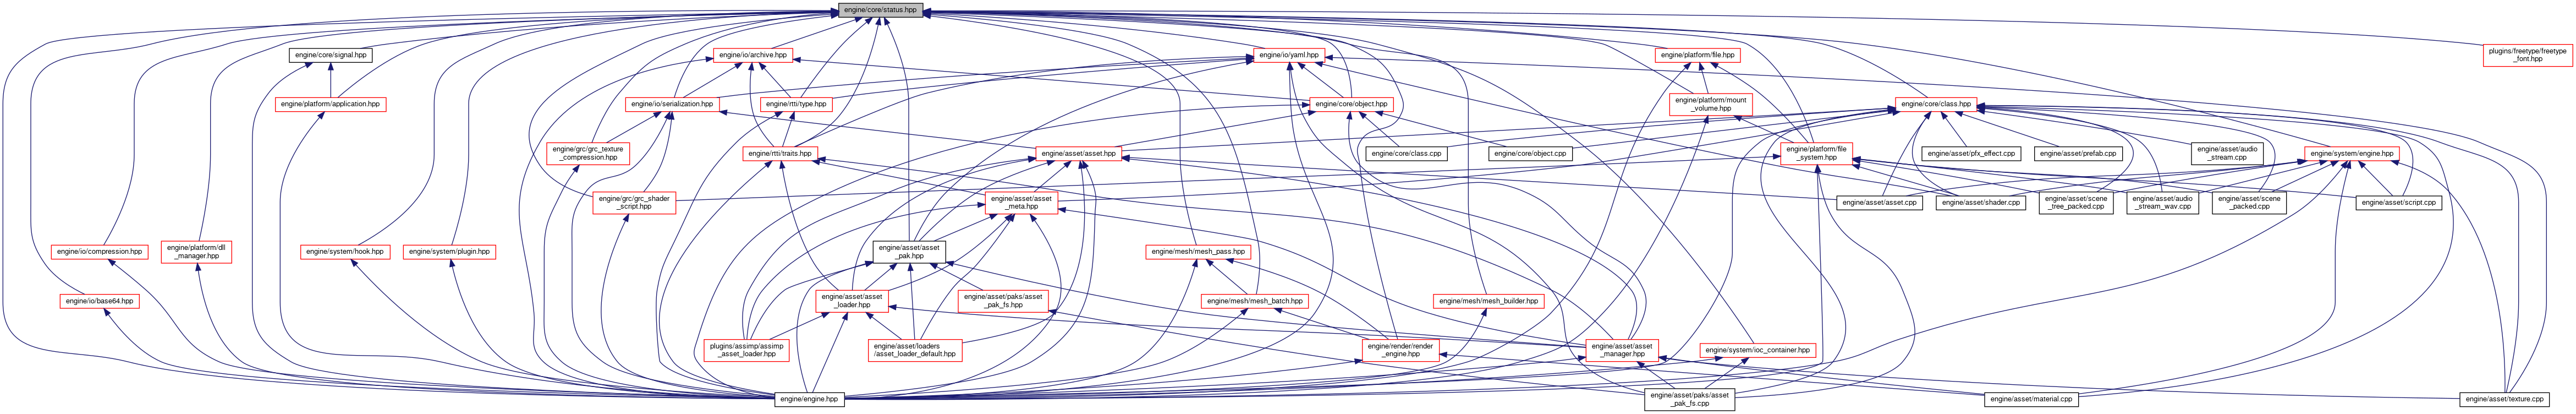 engine/core/status.hpp
engine/core/signal.hpp
engine/io/archive.hpp
engine/io/yaml.hpp
engine/platform/file.hpp
plugins/freetype/freetype
_font.hpp
engine/platform/application.hpp
engine/io/serialization.hpp
engine/rtti/type.hpp
engine/core/object.hpp
engine/platform/mount
_volume.hpp
engine/core/class.hpp
engine/grc/grc_texture
_compression.hpp
engine/rtti/traits.hpp
engine/asset/asset.hpp
engine/core/class.cpp
engine/core/object.cpp
engine/platform/file
_system.hpp
engine/asset/pfx_effect.cpp
engine/asset/prefab.cpp
engine/asset/audio
_stream.cpp
engine/system/engine.hpp
engine/grc/grc_shader
_script.hpp
engine/asset/asset
_meta.hpp
engine/asset/asset.cpp
engine/asset/shader.cpp
engine/asset/scene
_tree_packed.cpp
engine/asset/audio
_stream_wav.cpp
engine/asset/scene
_packed.cpp
engine/asset/script.cpp
engine/io/compression.hpp
engine/platform/dll
_manager.hpp
engine/system/hook.hpp
engine/system/plugin.hpp
engine/asset/asset
_pak.hpp
engine/mesh/mesh_pass.hpp
engine/io/base64.hpp
engine/asset/asset
_loader.hpp
engine/asset/paks/asset
_pak_fs.hpp
engine/mesh/mesh_batch.hpp
engine/mesh/mesh_builder.hpp
plugins/assimp/assimp
_asset_loader.hpp
engine/asset/loaders
/asset_loader_default.hpp
engine/render/render
_engine.hpp
engine/asset/asset
_manager.hpp
engine/system/ioc_container.hpp
engine/engine.hpp
engine/asset/paks/asset
_pak_fs.cpp
engine/asset/material.cpp
engine/asset/texture.cpp